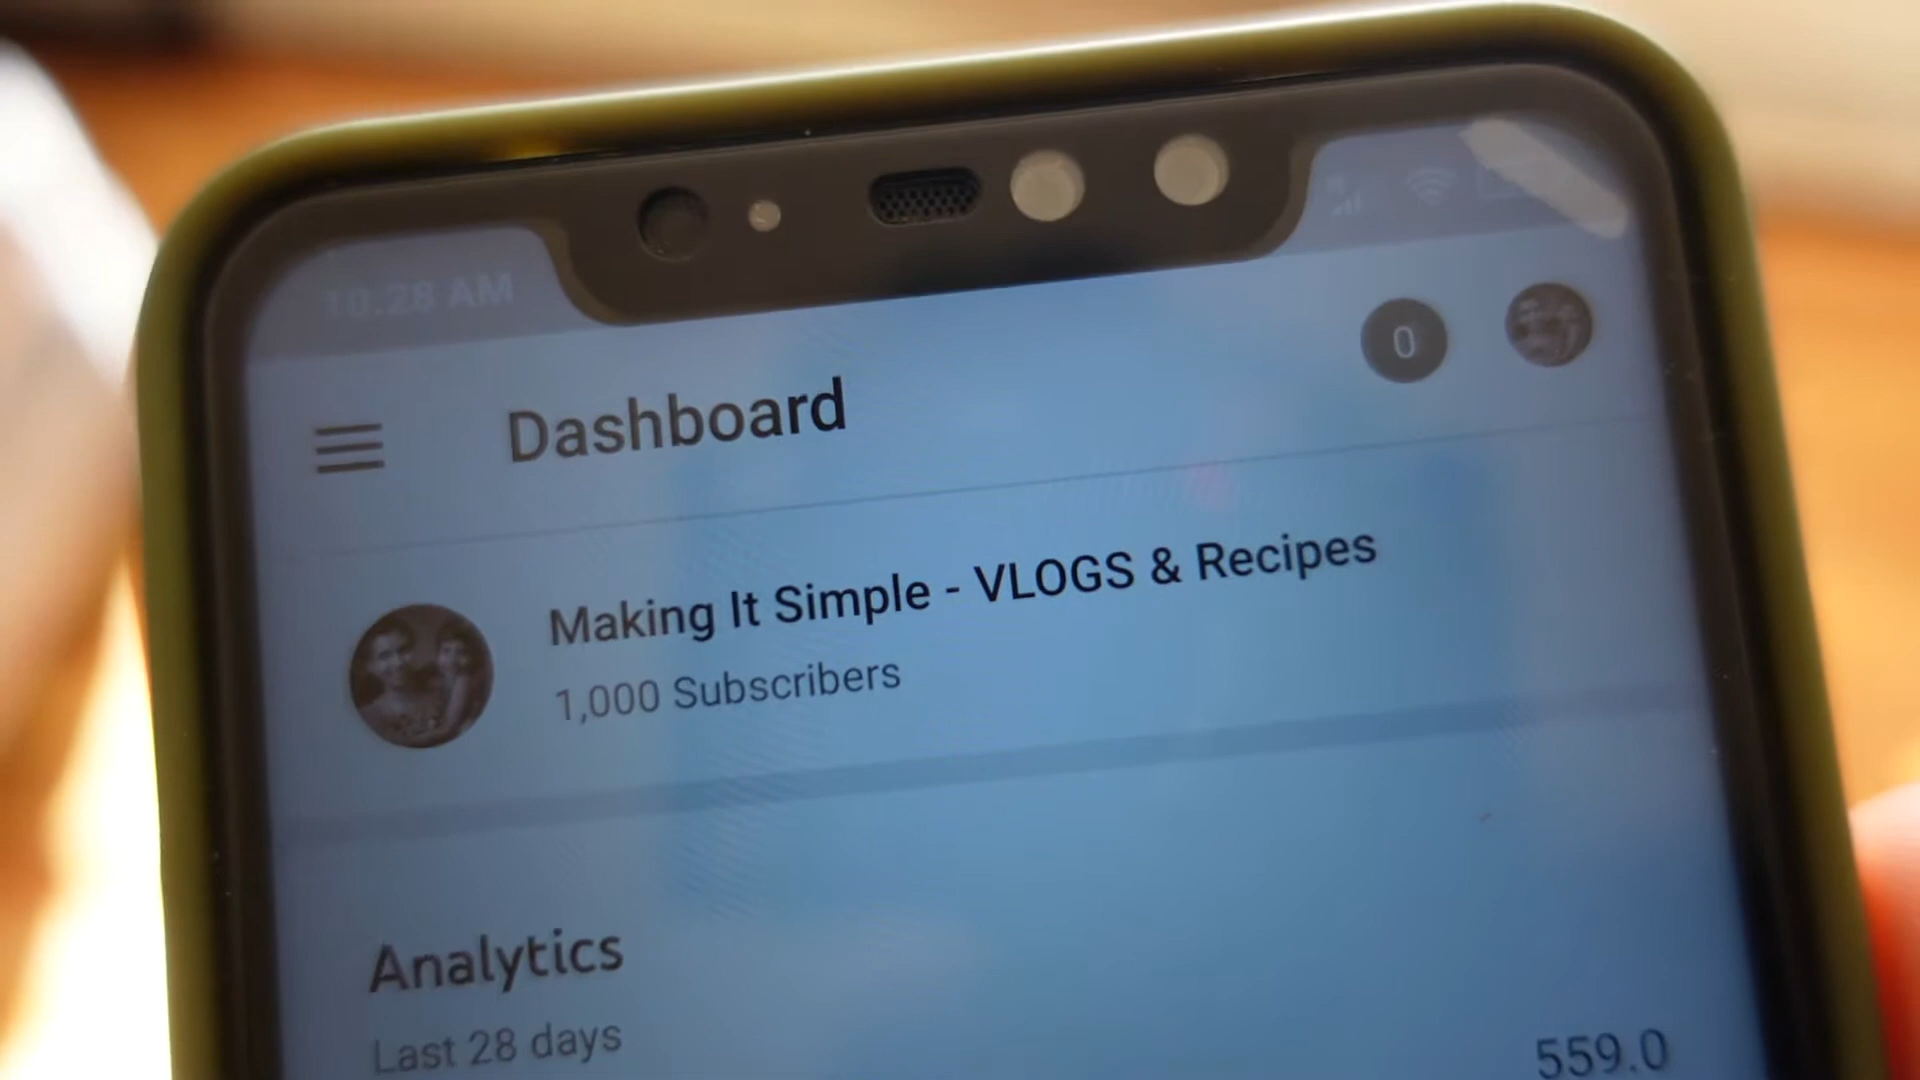 10:28 AM
0
Dashboard
Making It Simple - VLOGS & Recipes
1,000 Subscribers
Analytics
Last 28 days
559.0